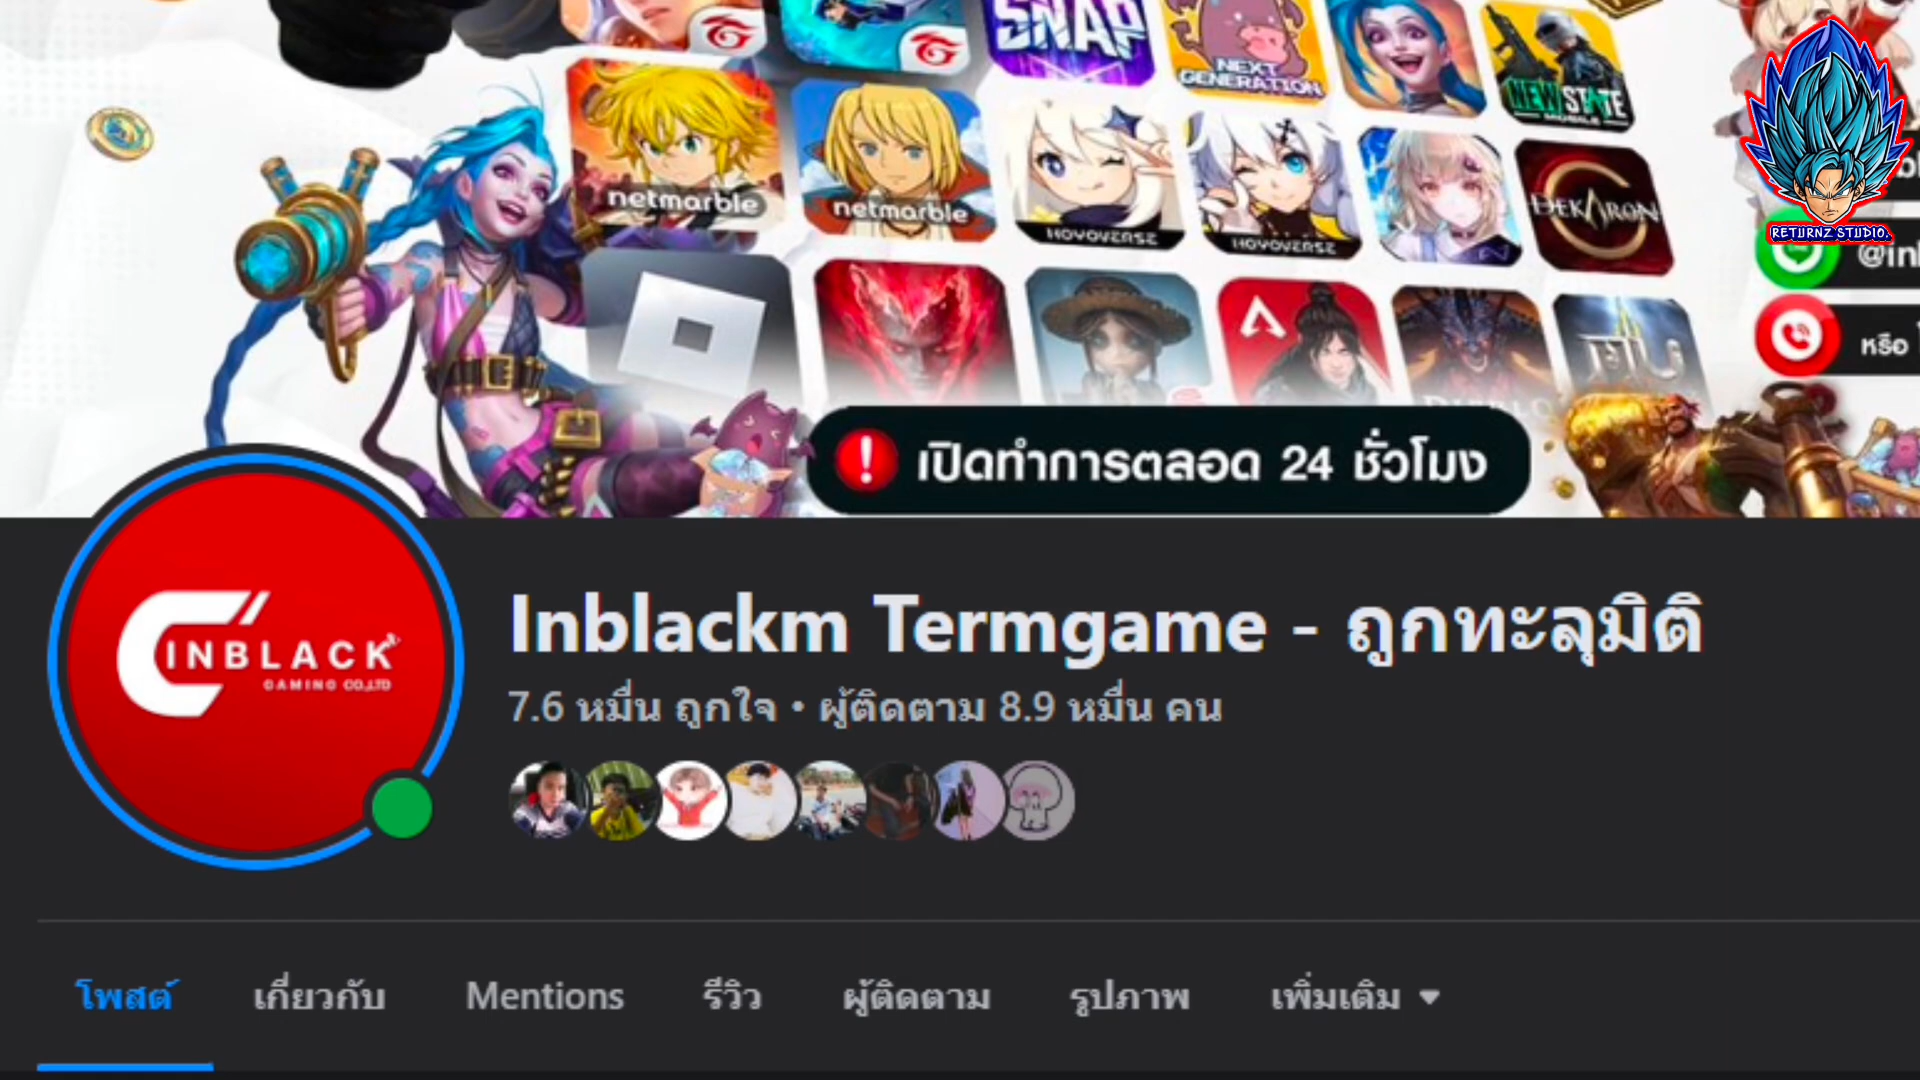 SNAP
NEXT
GENERATION
NEW STATE
MOBILE
netmarble
netmarble
HOYOVERSE
HOYOVERSE
DEKARON
RETURNZ STUDIO.
@inb
หรือ
เปิดทำการตลอด 24 ชั่วโมง
INBLACK
GAMING CO.,LTD
Inblackm Termgame - ถูกทะลุมิติ
7.6 หมื่น ถูกใจ • ผู้ติดตาม 8.9 หมื่น คน
โพสต์ เกี่ยวกับ Mentions รีวิว ผู้ติดตาม รูปภาพ เพิ่มเติม